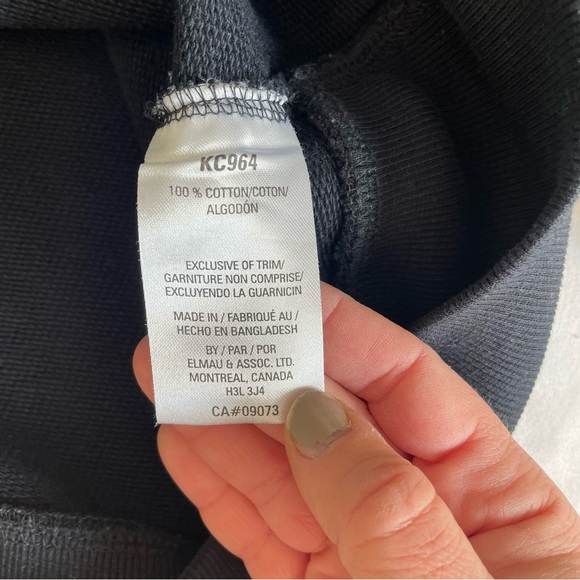 KC964
100 % COTTON/COTON/
ALGODÓN
EXCLUSIVE OF TRIM/
GARNITURE NON COMPRISE/
EXCLUYENDO LA GUARNICIN
MADE IN / FABRIQUÉ AU /
HECHO EN BANGLADESH
BY / PAR / POR
ELMAU & ASSOC. LTD.
MONTREAL, CANADA
H3L 3J4
CA#09073